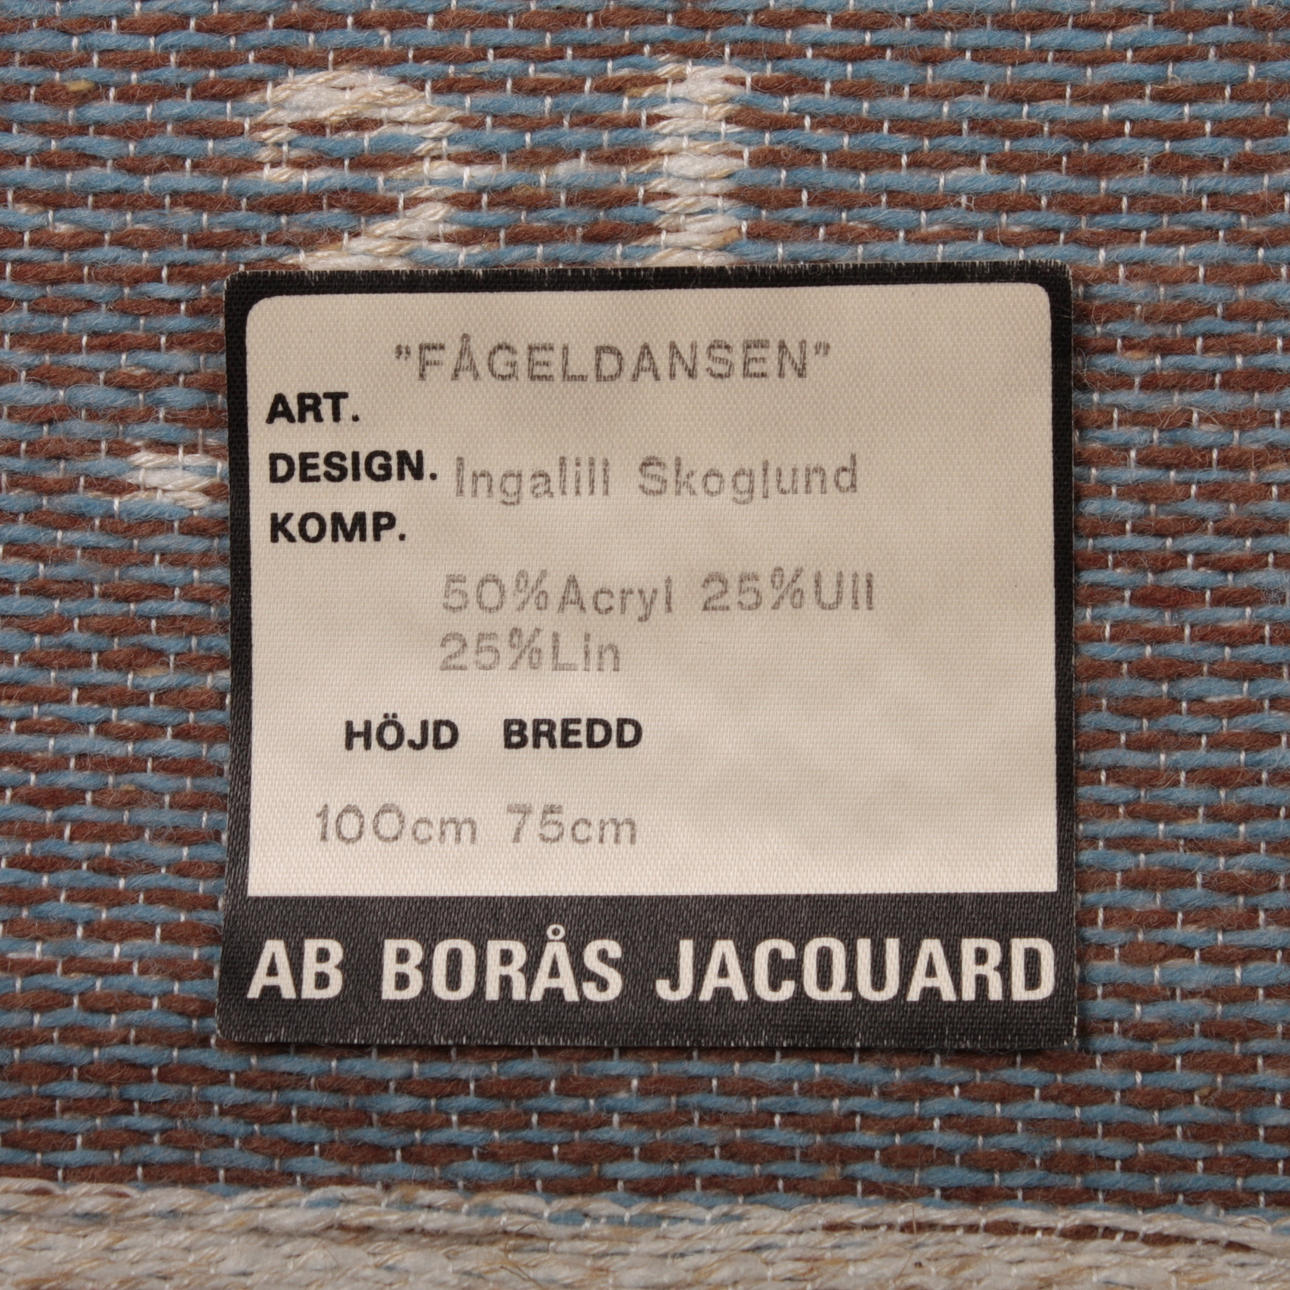 "FÅGELDANSEN"
ART.
DESIGN. Ingalill Skoglund
KOMP.
50%Acryl 25%Ull
25%Lin
HÖJD BREDD
100cm 75cm
AB BORÅS JACQUARD